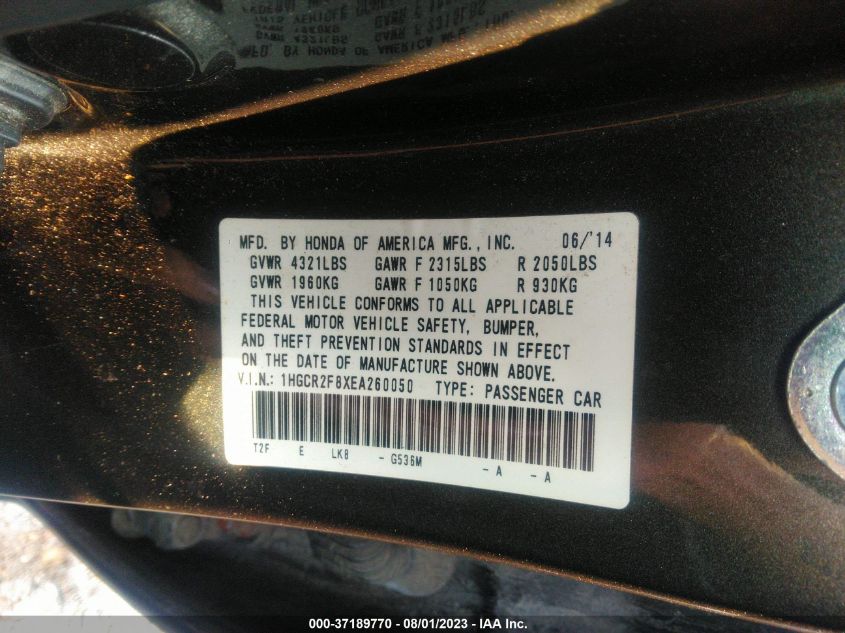 MFD. BY HONDA OF AMERICA MFG., INC. 06/'14
GVWR 4321LBS GAWR F 2315LBS R 2050LBS
GVWR 1960KG GAWR F 1050KG R 930KG
THIS VEHICLE CONFORMS TO ALL APPLICABLE
FEDERAL MOTOR VEHICLE SAFETY, BUMPER,
AND THEFT PREVENTION STANDARDS IN EFFECT
ON THE DATE OF MANUFACTURE SHOWN ABOVE.
V.I.N.: 1HGCR2F8XEA260050 TYPE: PASSENGER CAR
T2F E LK8 - G536M - A - A
000-37189770 - 08/01/2023 - IAA Inc.